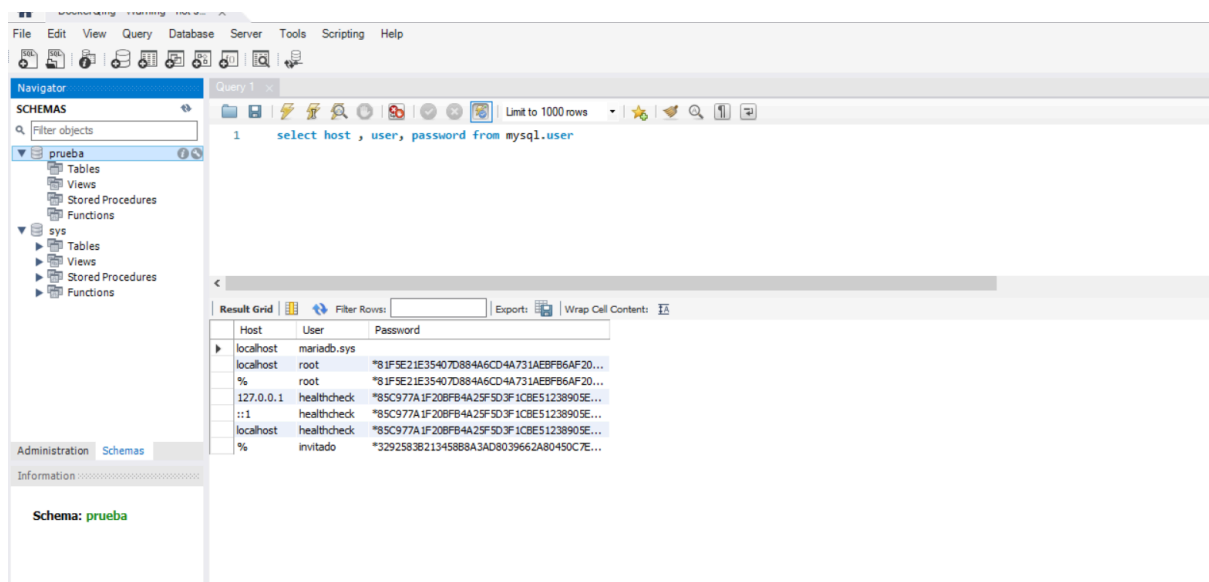 File Edit View Query Database Server Tools Scripting Help
Navigator
Query 1
SCHEMAS
Limit to 1000 rows
Filter objects
1 select host , user, password from mysql.user
prueba
Tables
Views
Stored Procedures
Functions
sys
Tables
Views
Stored Procedures
Functions
Result Grid Filter Rows: Export: Wrap Cell Content:
Host User Password
localhost mariadb.sys
localhost root *81F5E21E35407D884A6CD4A731AEBFB6AF20...
% root *81F5E21E35407D884A6CD4A731AEBFB6AF20...
127.0.0.1 healthcheck *85C977A1F20BFB4A25F5D3F1CBE51238905E...
::1 healthcheck *85C977A1F20BFB4A25F5D3F1CBE51238905E...
localhost healthcheck *85C977A1F20BFB4A25F5D3F1CBE51238905E...
% invitado *3292583B213458B8A3AD8039662A80450C7E...
Administration Schemas
Information
Schema: prueba